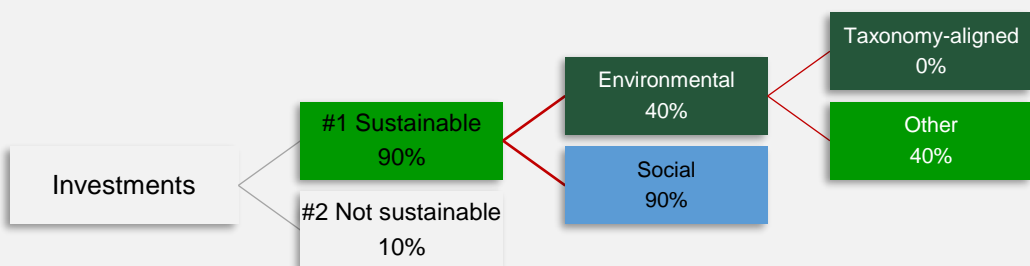 Investments
#1 Sustainable
90%
#2 Not sustainable
10%
Environmental
40%
Social
90%
Taxonomy-aligned
0%
Other
40%